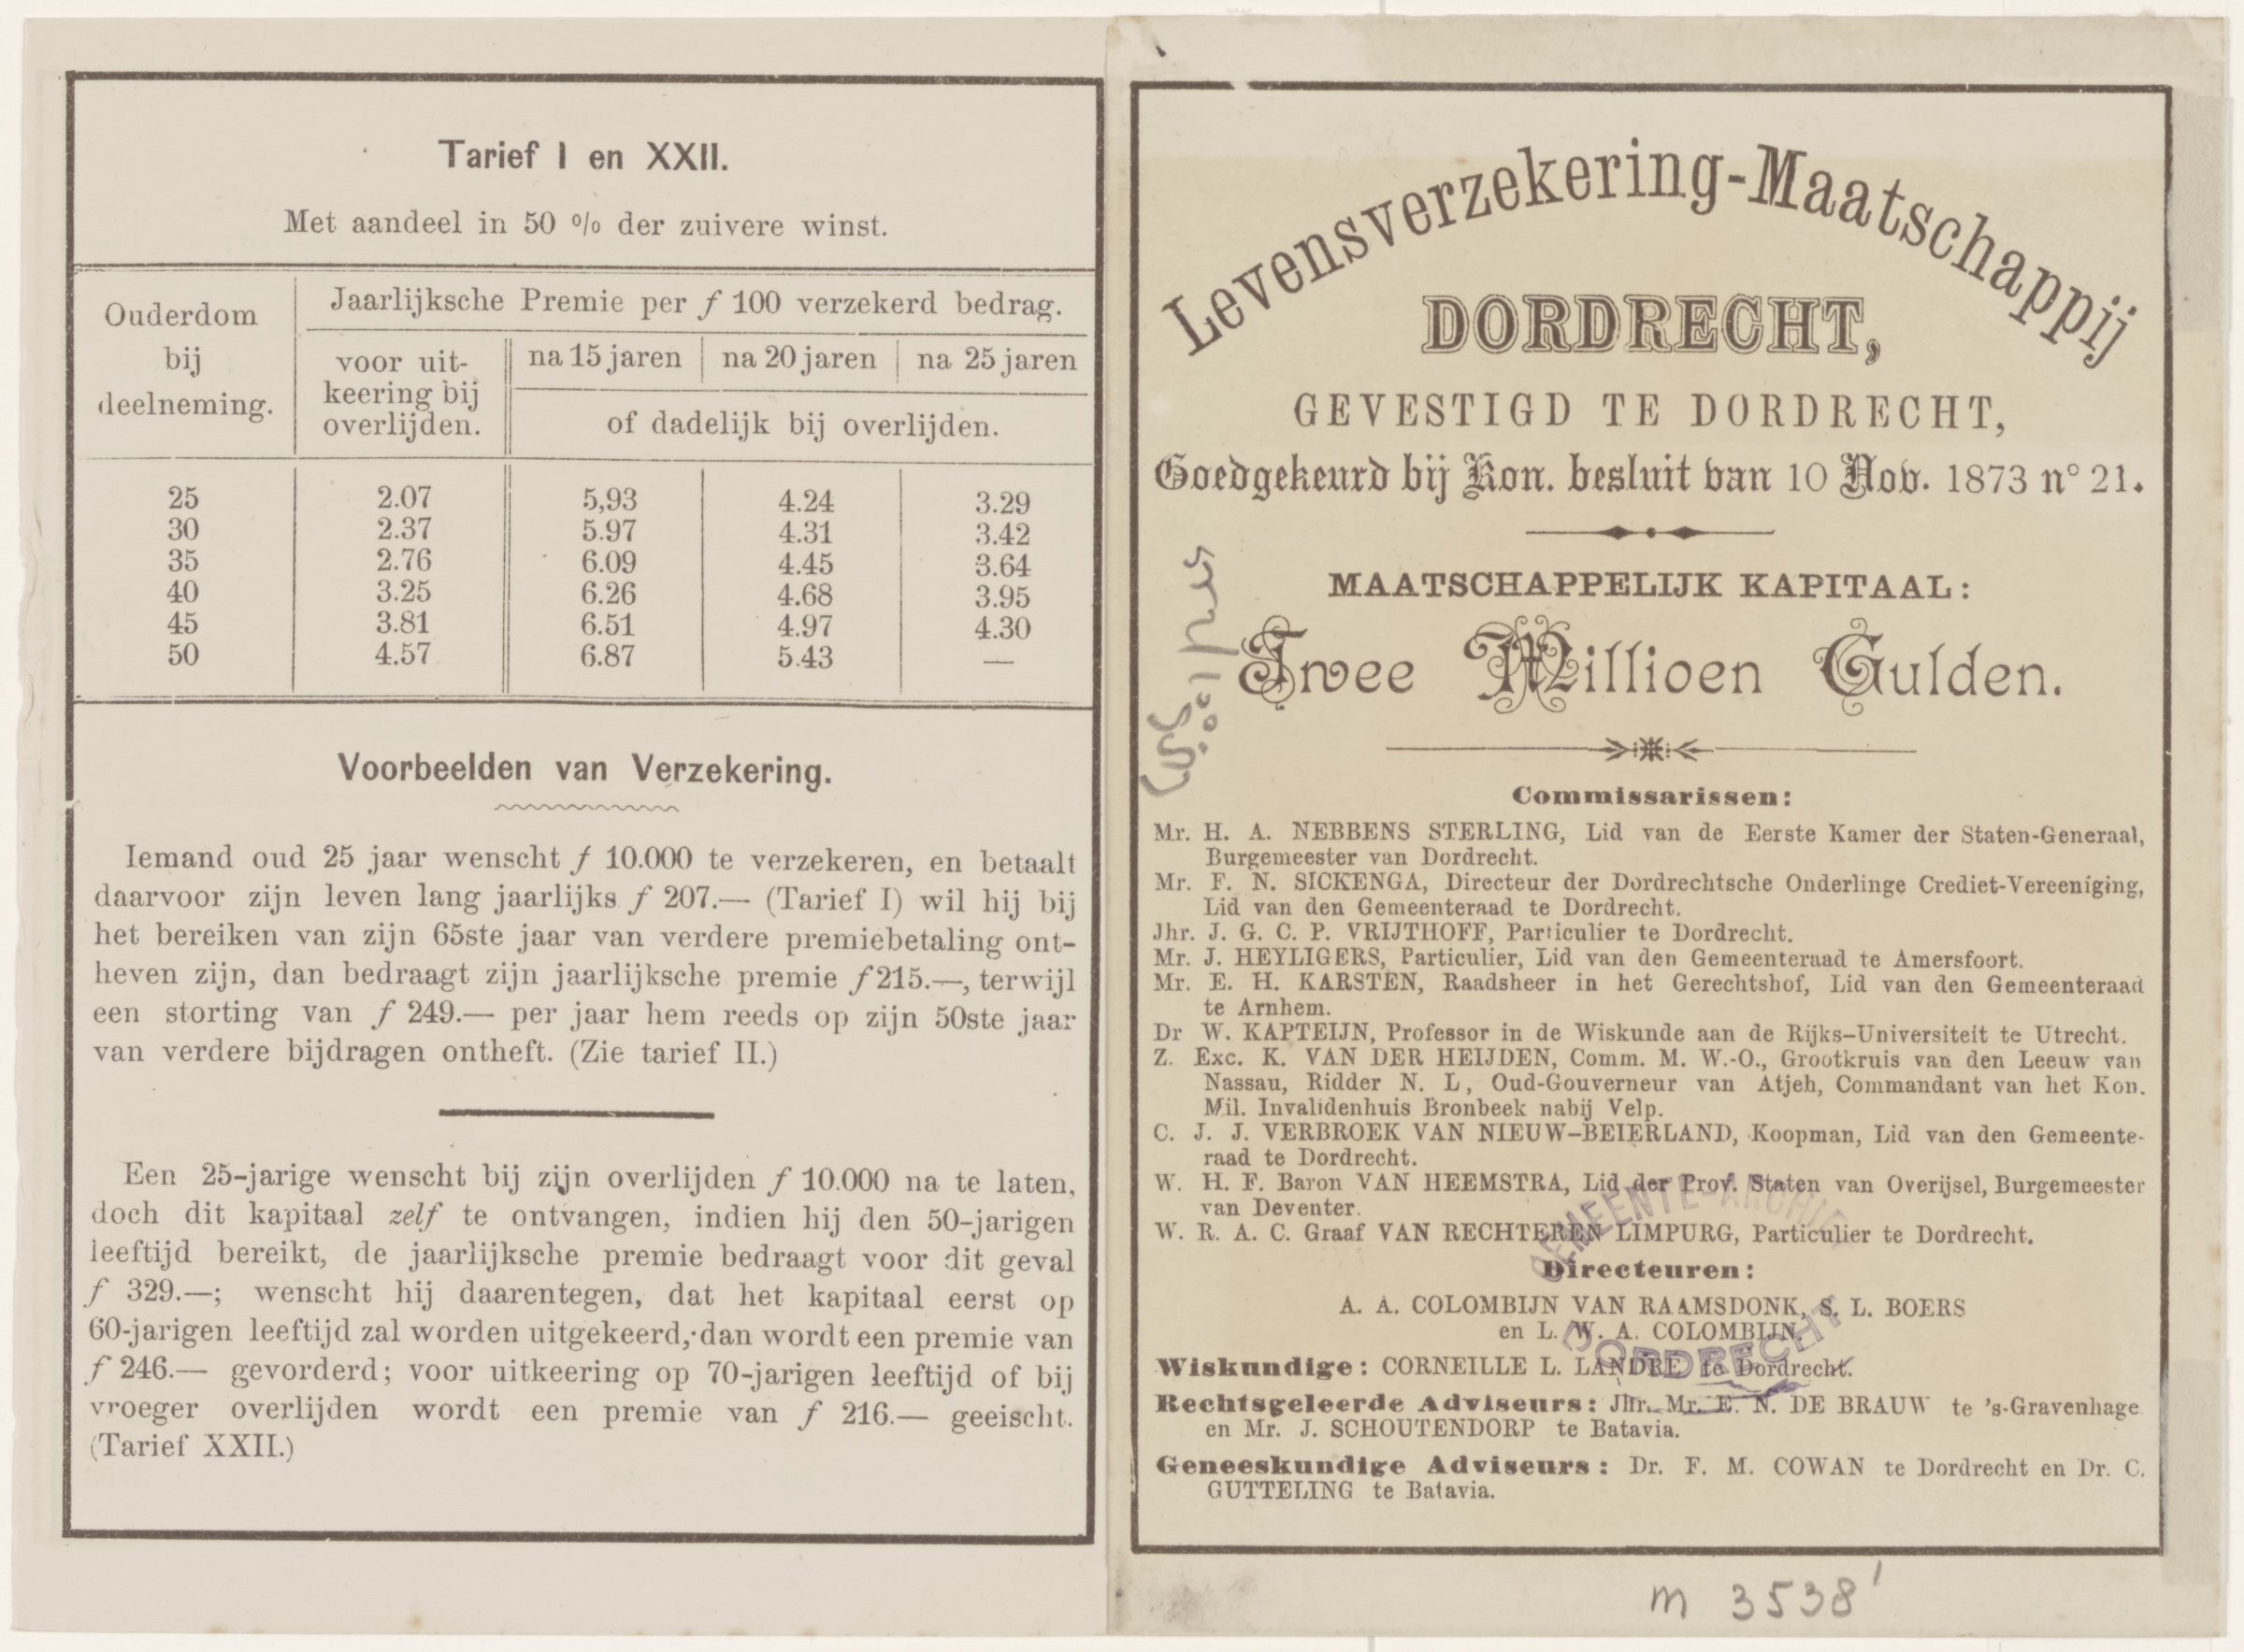 Tarief I en XXII.
Met aandeel in 50 % der zuivere winst.
Ouderdom bij deelneming.
Jaarlijksche Premie per f 100 verzekerd bedrag.
voor uit-
keering bij
overlijden.
na 15 jaren
na 20 jaren
na 25 jaren
of dadelijk bij overlijden.
25 2.07 5,93 4.24 3.29
30 2.37 5.97 4.31 3.42
35 2.76 6.09 4.45 3.64
40 3.25 6.26 4.68 3.95
45 3.81 6.51 4.97 4.30
50 4.57 6.87 5.43 —
Voorbeelden van Verzekering.
Iemand oud 25 jaar wenscht f 10.000 te verzekeren, en betaalt
daarvoor zijn leven lang jaarlijks f 207.— (Tarief I) wil hij bij
het bereiken van zijn 65ste jaar van verdere premiebetaling ont-
heven zijn, dan bedraagt zijn jaarlijksche premie f 215.—, terwijl
een storting van f 249.— per jaar hem reeds op zijn 50ste jaar
van verdere bijdragen ontheft. (Zie tarief II.)
Een 25-jarige wenscht bij zijn overlijden f 10.000 na te laten,
doch dit kapitaal zelf te ontvangen, indien hij den 50-jarigen
leeftijd bereikt, de jaarlijksche premie bedraagt voor dit geval
f 329.—; wenscht hij daarentegen, dat het kapitaal eerst op
60-jarigen leeftijd zal worden uitgekeerd, dan wordt een premie van
f 246.— gevorderd; voor uitkeering op 70-jarigen leeftijd of bij
vroeger overlijden wordt een premie van f 216.— geeischt.
(Tarief XXII.)
Levensverzekering-Maatschappij
DORDRECHT,
GEVESTIGD TE DORDRECHT,
Goedgekeurd bij Kon. besluit van 10 Nov. 1873 n° 21.
MAATSCHAPPELIJK KAPITAAL:
Twee Millioen Gulden.
Commissarissen:
Mr. H. A. NEBBENS STERLING, Lid van de Eerste Kamer der Staten-Generaal,
Burgemeester van Dordrecht.
Mr. F. N. SICKENGA, Directeur der Dordrechtsche Onderlinge Crediet-Vereeniging,
Lid van den Gemeenteraad te Dordrecht.
Jhr. J. G. C. P. VRIJTHOFF, Particulier te Dordrecht.
Mr. J. HEYLIGERS, Particulier, Lid van den Gemeenteraad te Amersfoort.
Mr. E. H. KARSTEN, Raadsheer in het Gerechtshof, Lid van den Gemeenteraad
te Arnhem.
Dr W. KAPTEIJN, Professor in de Wiskunde aan de Rijks-Universiteit te Utrecht.
Z. Exc. K. VAN DER HEIJDEN, Comm. M. W.-O., Grootkruis van den Leeuw van
Nassau, Ridder N. L, Oud-Gouverneur van Atjeh, Commandant van het Kon.
Mil. Invalidenhuis Bronbeek nabij Velp.
C. J. J. VERBROEK VAN NIEUW-BEIERLAND, Koopman, Lid van den Gemeente-
raad te Dordrecht.
W. H. F. Baron VAN HEEMSTRA, Lid der Prov. Staten van Overijsel, Burgemeester
van Deventer.
W. R. A. C. Graaf VAN RECHTEREN LIMPURG, Particulier te Dordrecht.
GEMEENTE-ARCHIEF
DORDRECHT
Directeuren:
A. A. COLOMBIJN VAN RAAMSDONK, S. L. BOERS
en L. W. A. COLOMBIJN.
Wiskundige: CORNEILLE L. LANDRE te Dordrecht.
Rechtsgeleerde Adviseurs: Jhr. Mr. E. N. DE BRAUW te 's-Gravenhage
en Mr. J. SCHOUTENDORP te Batavia.
Geneeskundige Adviseurs: Dr. F. M. COWAN te Dordrecht en Dr. C.
GUTTELING te Batavia.
m 3538'